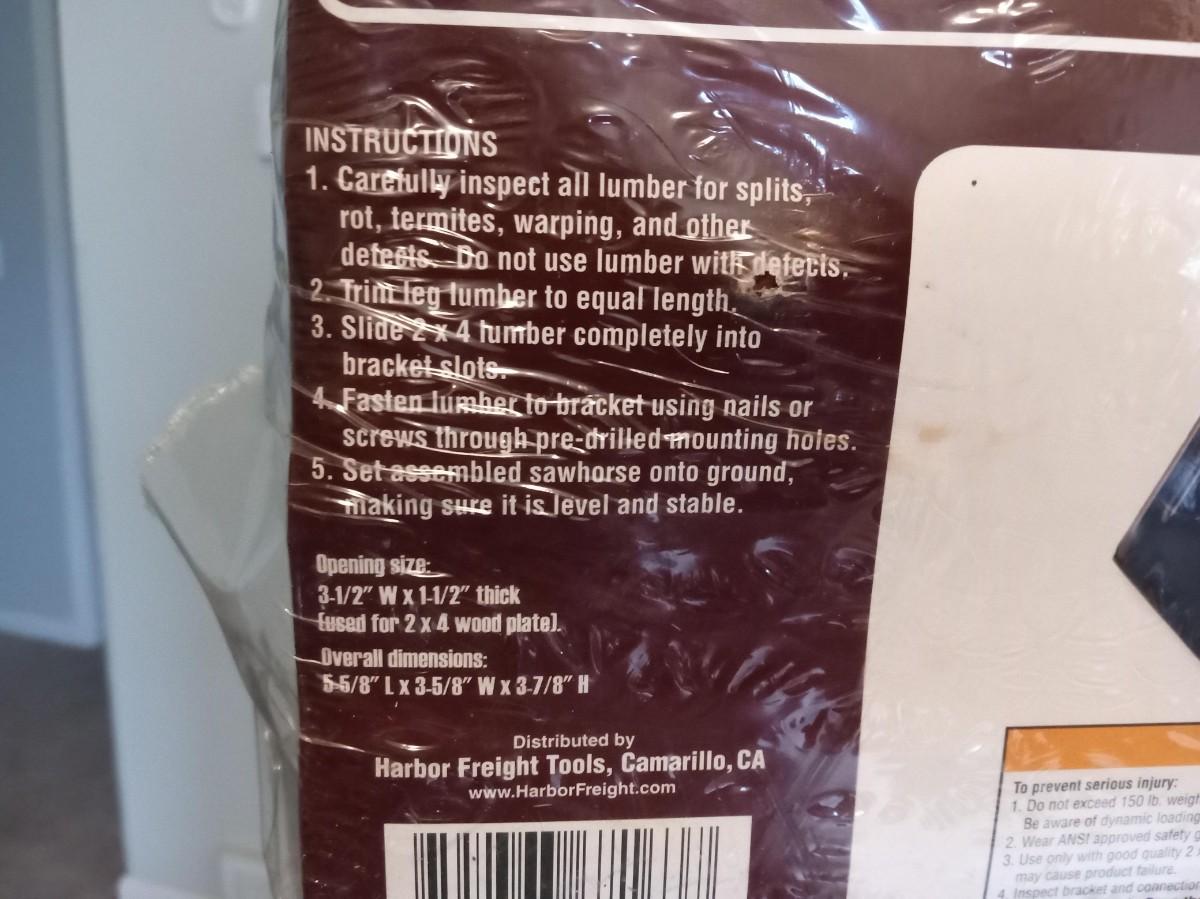 INSTRUCTIONS
1. Carefully inspect all lumber for splits,
rot, termites, warping, and other
defects. Do not use lumber with defects.
2. Trim leg lumber to equal length.
3. Slide 2 x 4 lumber completely into
bracket slots.
4. Fasten lumber to bracket using nails or
screws through pre-drilled mounting holes.
5. Set assembled sawhorse onto ground,
making sure it is level and stable.
Opening size:
3-1/2" W x 1-1/2" thick
(used for 2 x 4 wood plate).
Overall dimensions:
5-5/8" L x 3-5/8" W x 3-7/8" H
Distributed by
Harbor Freight Tools, Camarillo, CA
www.HarborFreight.com
To prevent serious injury:
1. Do not exceed 150 lb. weigh
Be aware of dynamic loading
2. Wear ANSI approved safety g
3. Use only with good quality 2 x
may cause product failure.
4. Inspect bracket and connection